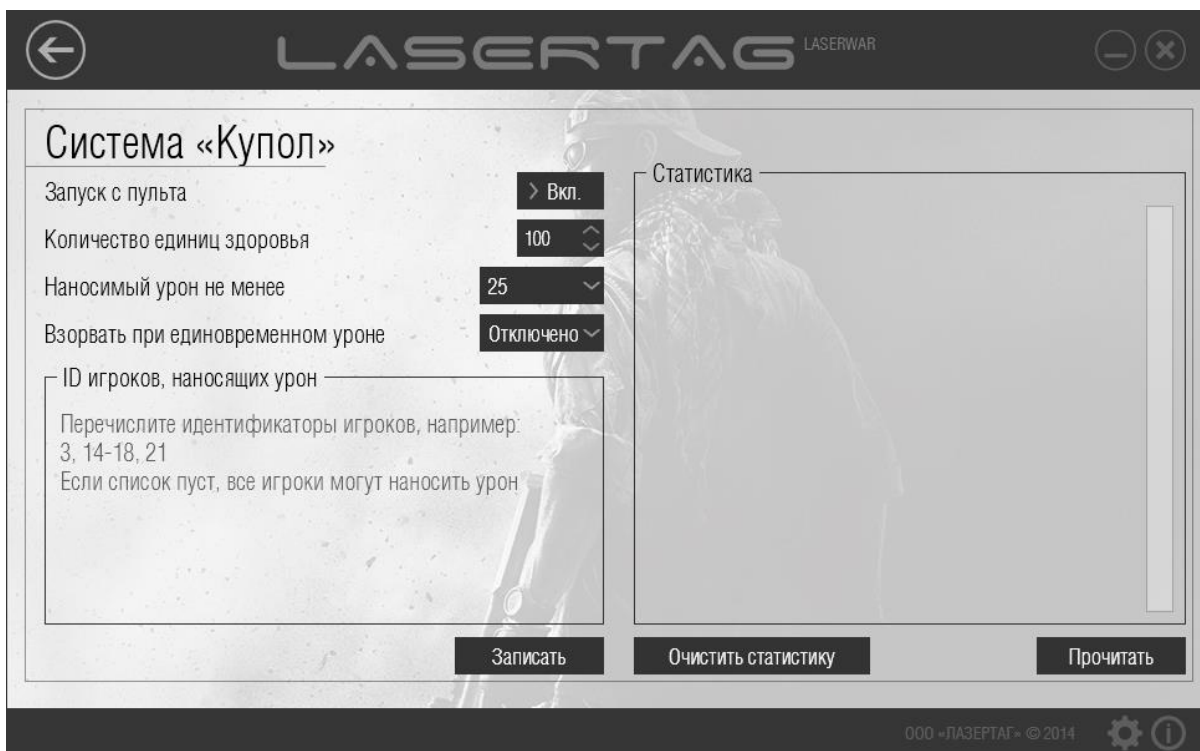 LASERTAG LASERWAR
Система «Купол»
Запуск с пульта
> Вкл.
Количество единиц здоровья
100
Наносимый урон не менее
25
Взорвать при единовременном уроне
Отключено
ID игроков, наносящих урон
Перечислите идентификаторы игроков, например:
3, 14-18, 21
Если список пуст, все игроки могут наносить урон
Записать
Статистика
Очистить статистику
Прочитать
ООО «ЛАЗЕРТАГ» © 2014